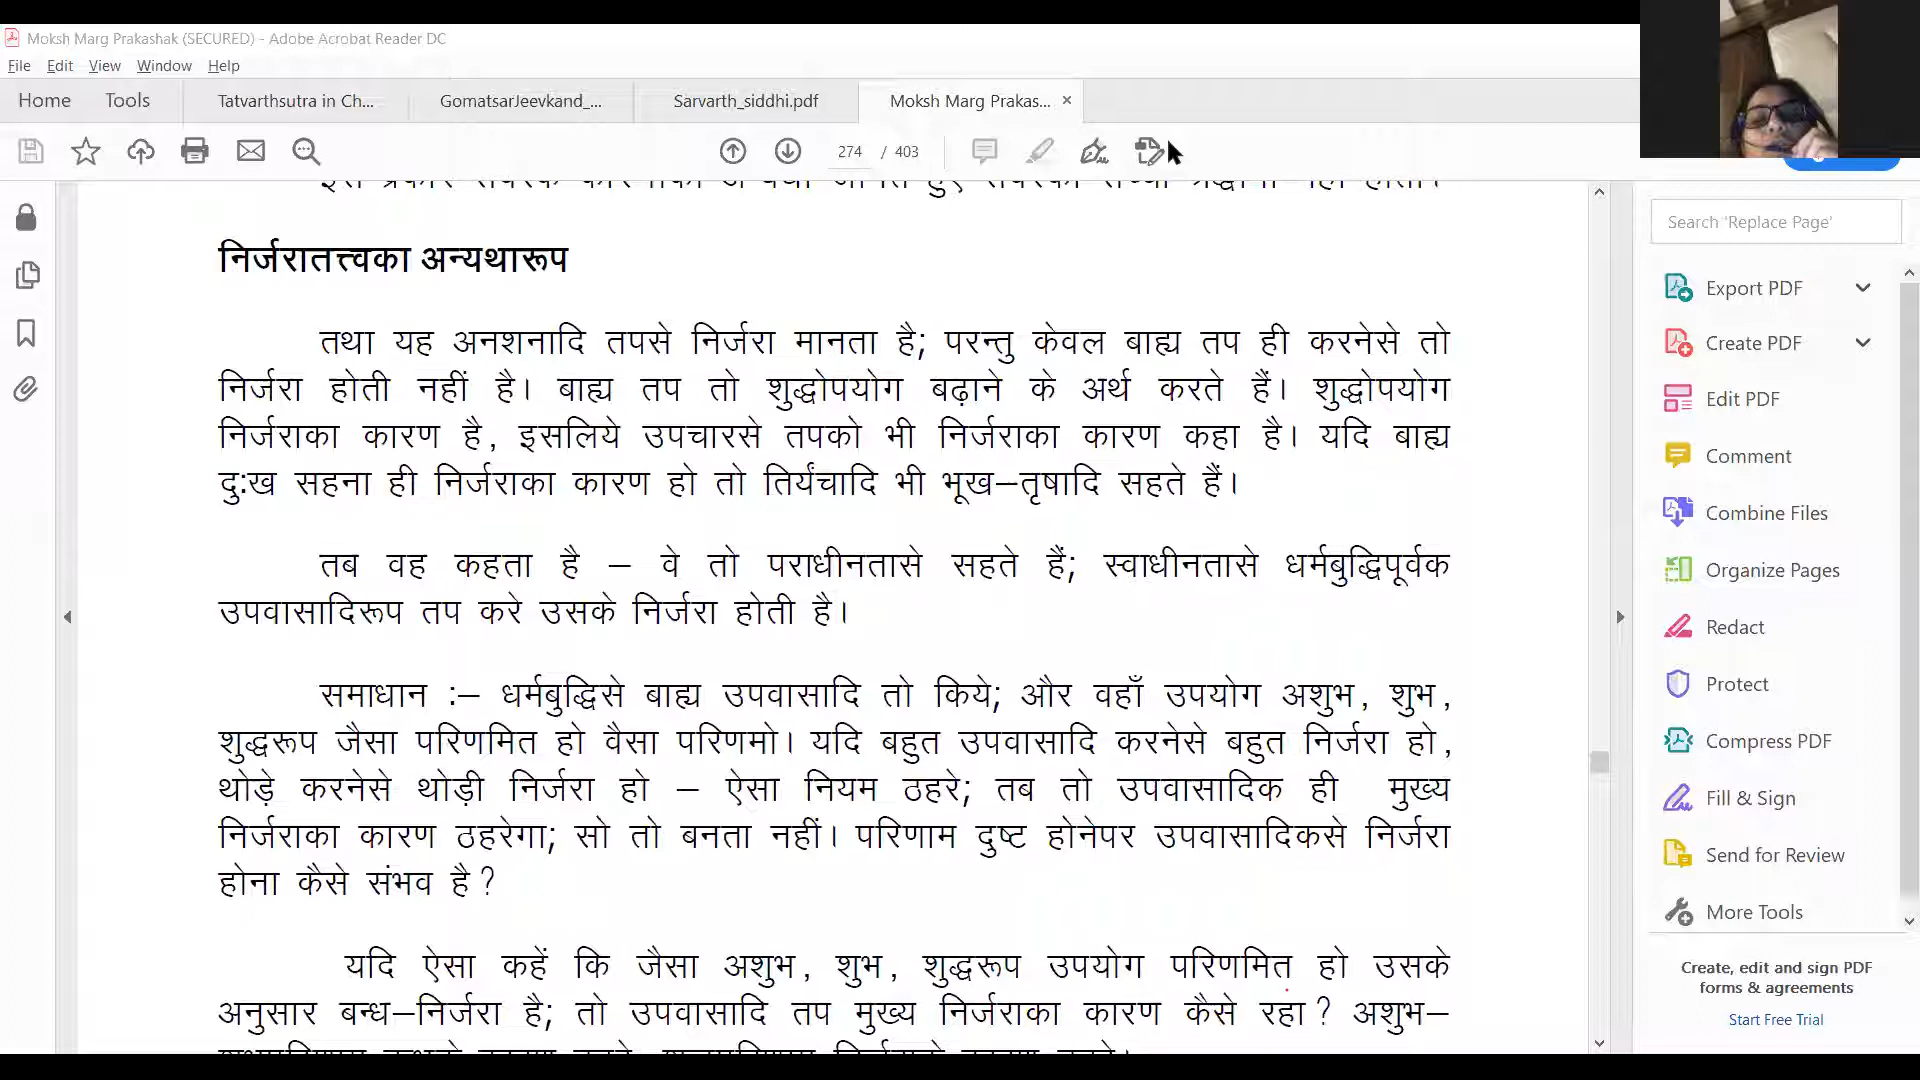 Moksh Marg Prakashak (SECURED) - Adobe Acrobat Reader DC
File Edit View Window Help
Home Tools Tatvarthsutra in Ch... GomatsarJeevkand_... Sarvarth_siddhi.pdf Moksh Marg Prakas... ×
274 / 403
निर्जरातत्त्वका अन्यथारूप
तथा यह अनशनादि तपसे निर्जरा मानता है; परन्तु केवल बाह्य तप ही करनेसे तो
निर्जरा होती नहीं है। बाह्य तप तो शुद्धोपयोग बढ़ाने के अर्थ करते हैं। शुद्धोपयोग
निर्जराका कारण है, इसलिये उपचारसे तपको भी निर्जराका कारण कहा है। यदि बाह्य
दुःख सहना ही निर्जराका कारण हो तो तिर्यंचादि भी भूख–तृषादि सहते हैं।
तब वह कहता है – वे तो पराधीनतासे सहते हैं; स्वाधीनतासे धर्मबुद्धिपूर्वक
उपवासादिरूप तप करे उसके निर्जरा होती है।
समाधान :– धर्मबुद्धिसे बाह्य उपवासादि तो किये; और वहाँ उपयोग अशुभ, शुभ,
शुद्धरूप जैसा परिणमित हो वैसा परिणमो। यदि बहुत उपवासादि करनेसे बहुत निर्जरा हो,
थोड़े करनेसे थोड़ी निर्जरा हो – ऐसा नियम ठहरे; तब तो उपवासादिक ही मुख्य
निर्जराका कारण ठहरेगा; सो तो बनता नहीं। परिणाम दुष्ट होनेपर उपवासादिकसे निर्जरा
होना कैसे संभव है?
यदि ऐसा कहें कि जैसा अशुभ, शुभ, शुद्धरूप उपयोग परिणमित हो उसके
अनुसार बन्ध–निर्जरा है; तो उपवासादि तप मुख्य निर्जराका कारण कैसे रहा? अशुभ–
Search 'Replace Page'
Export PDF
Create PDF
Edit PDF
Comment
Combine Files
Organize Pages
Redact
Protect
Compress PDF
Fill & Sign
Send for Review
More Tools
Create, edit and sign PDF
forms & agreements
Start Free Trial